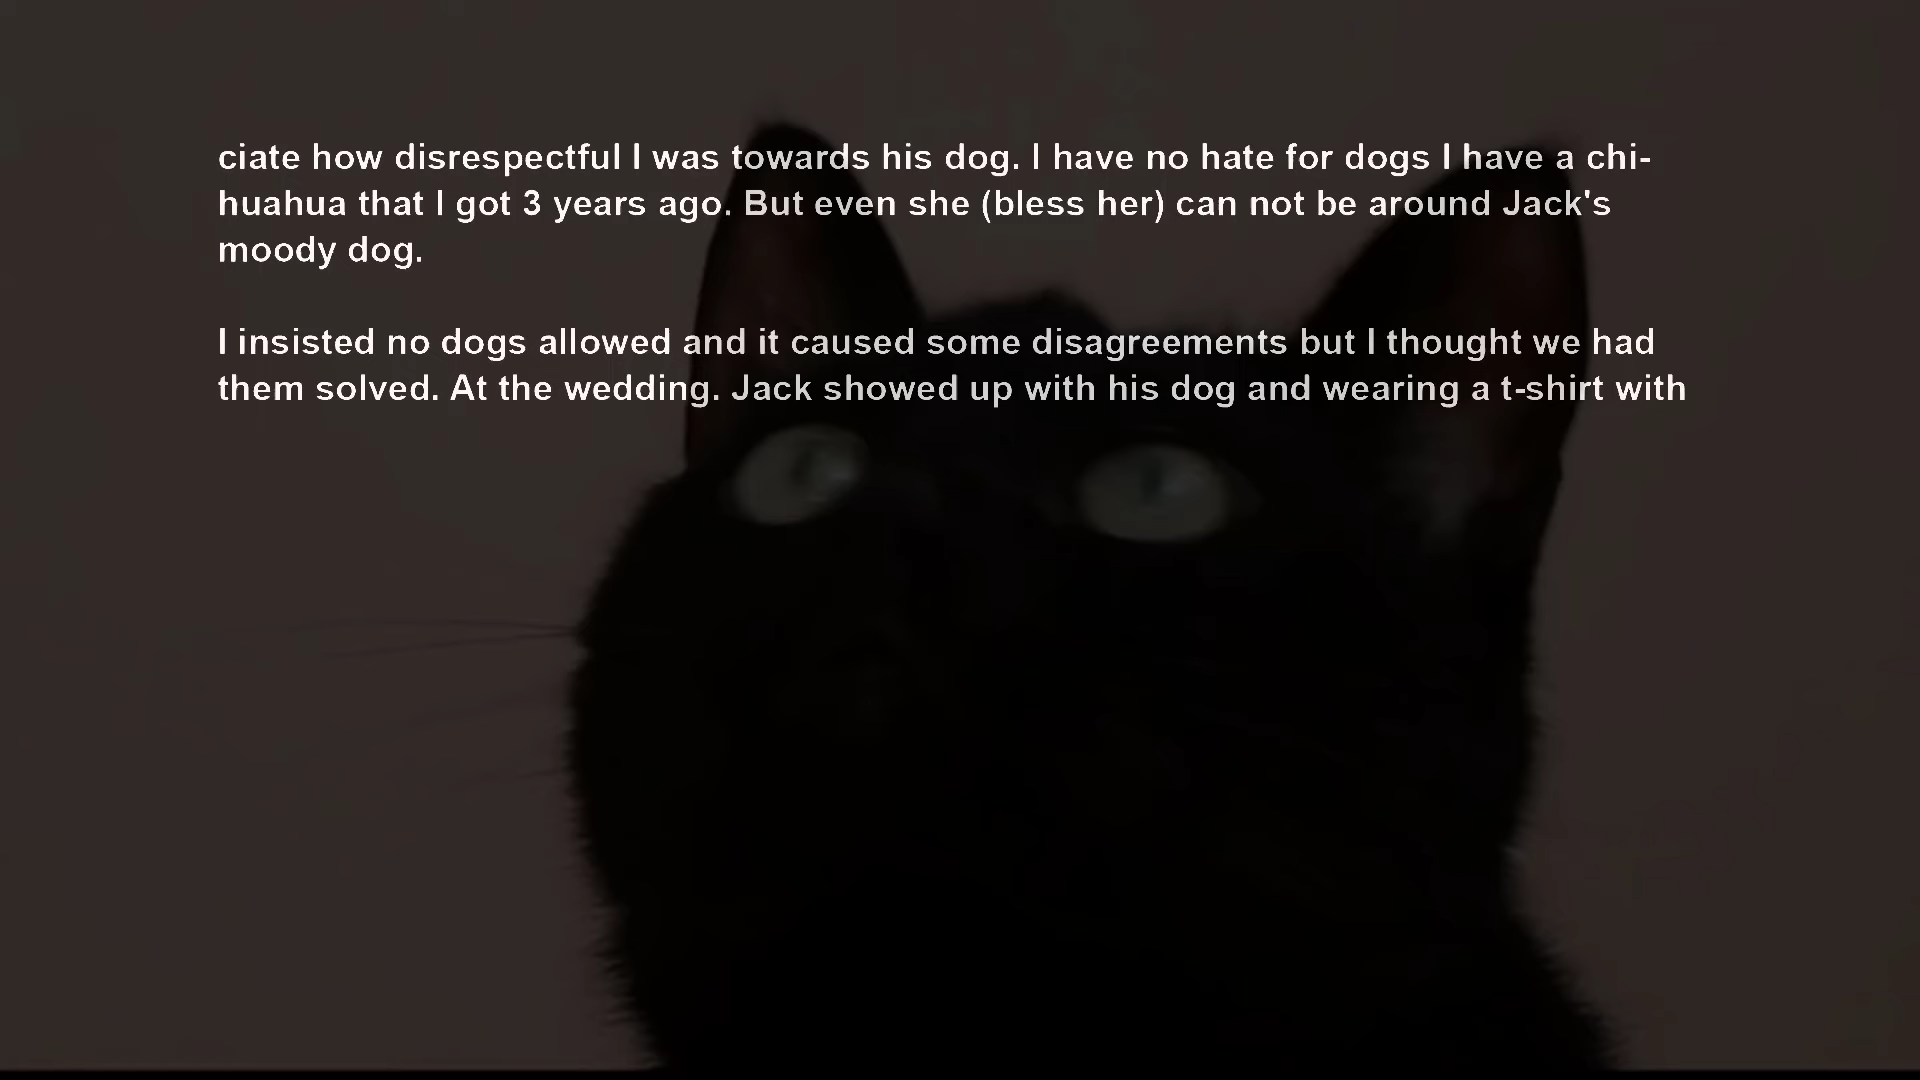 ciate how disrespectful I was towards his dog. I have no hate for dogs I have a chi-
huahua that I got 3 years ago. But even she (bless her) can not be around Jack's
moody dog.
I insisted no dogs allowed and it caused some disagreements but I thought we had
them solved. At the wedding. Jack showed up with his dog and wearing a t-shirt with